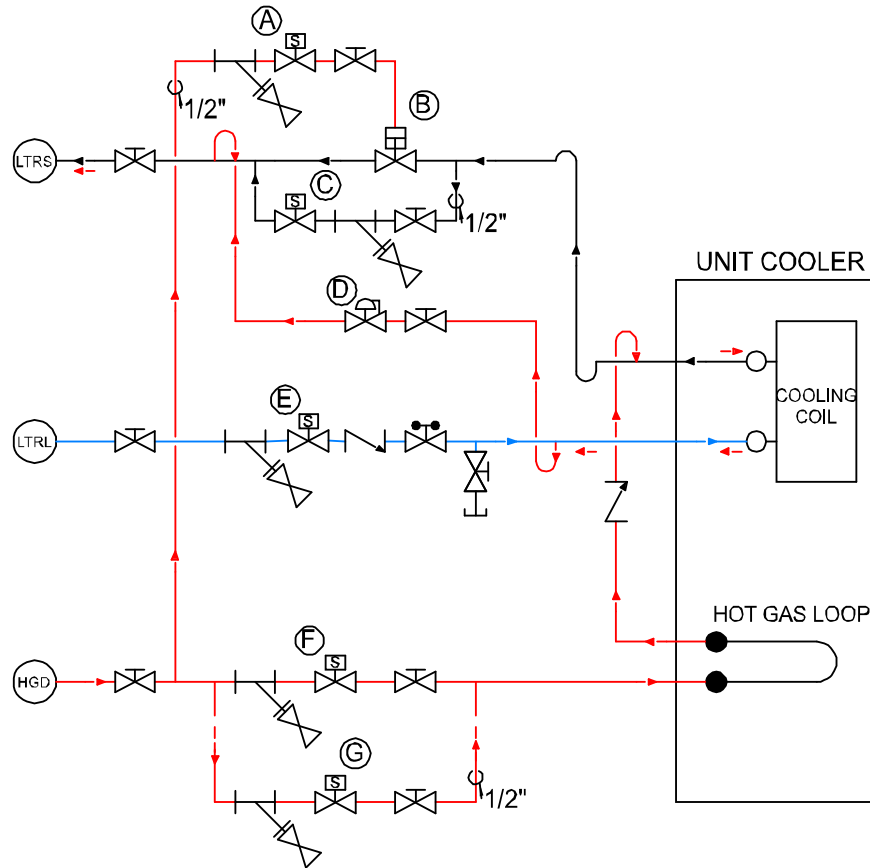 A
S
1/2"
B
LTRS
C
S
1/2"
UNIT COOLER
D
COOLING
COIL
E
S
LTRL
HOT GAS LOOP
F
S
HGD
G
S
1/2"